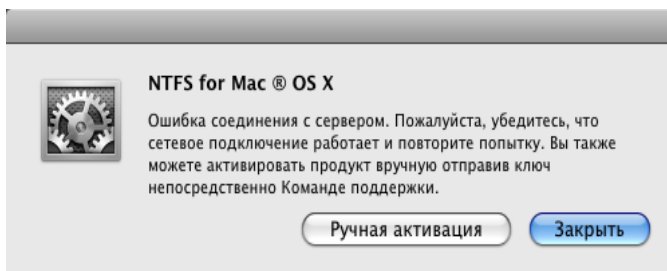 NTFS for Mac ® OS X
Ошибка соединения с сервером. Пожалуйста, убедитесь, что
сетевое подключение работает и повторите попытку. Вы также
можете активировать продукт вручную отправив ключ
непосредственно Команде поддержки.
Ручная активация Закрыть